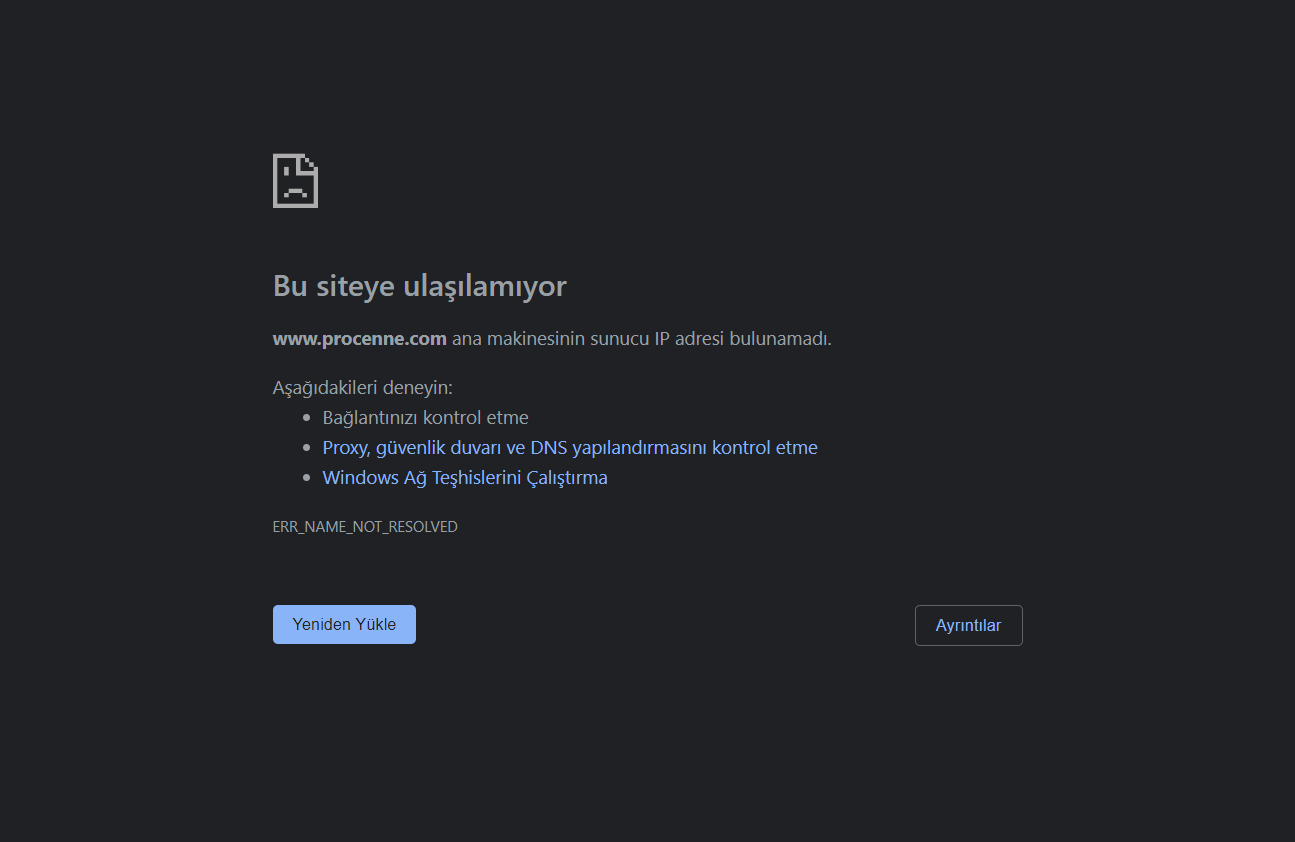 Bu siteye ulaşılamıyor
www.procenne.com ana makinesinin sunucu IP adresi bulunamadı.
Aşağıdakileri deneyin:
Bağlantınızı kontrol etme
Proxy, güvenlik duvarı ve DNS yapılandırmasını kontrol etme
Windows Ağ Teşhislerini Çalıştırma
ERR_NAME_NOT_RESOLVED
Yeniden Yükle
Ayrıntılar